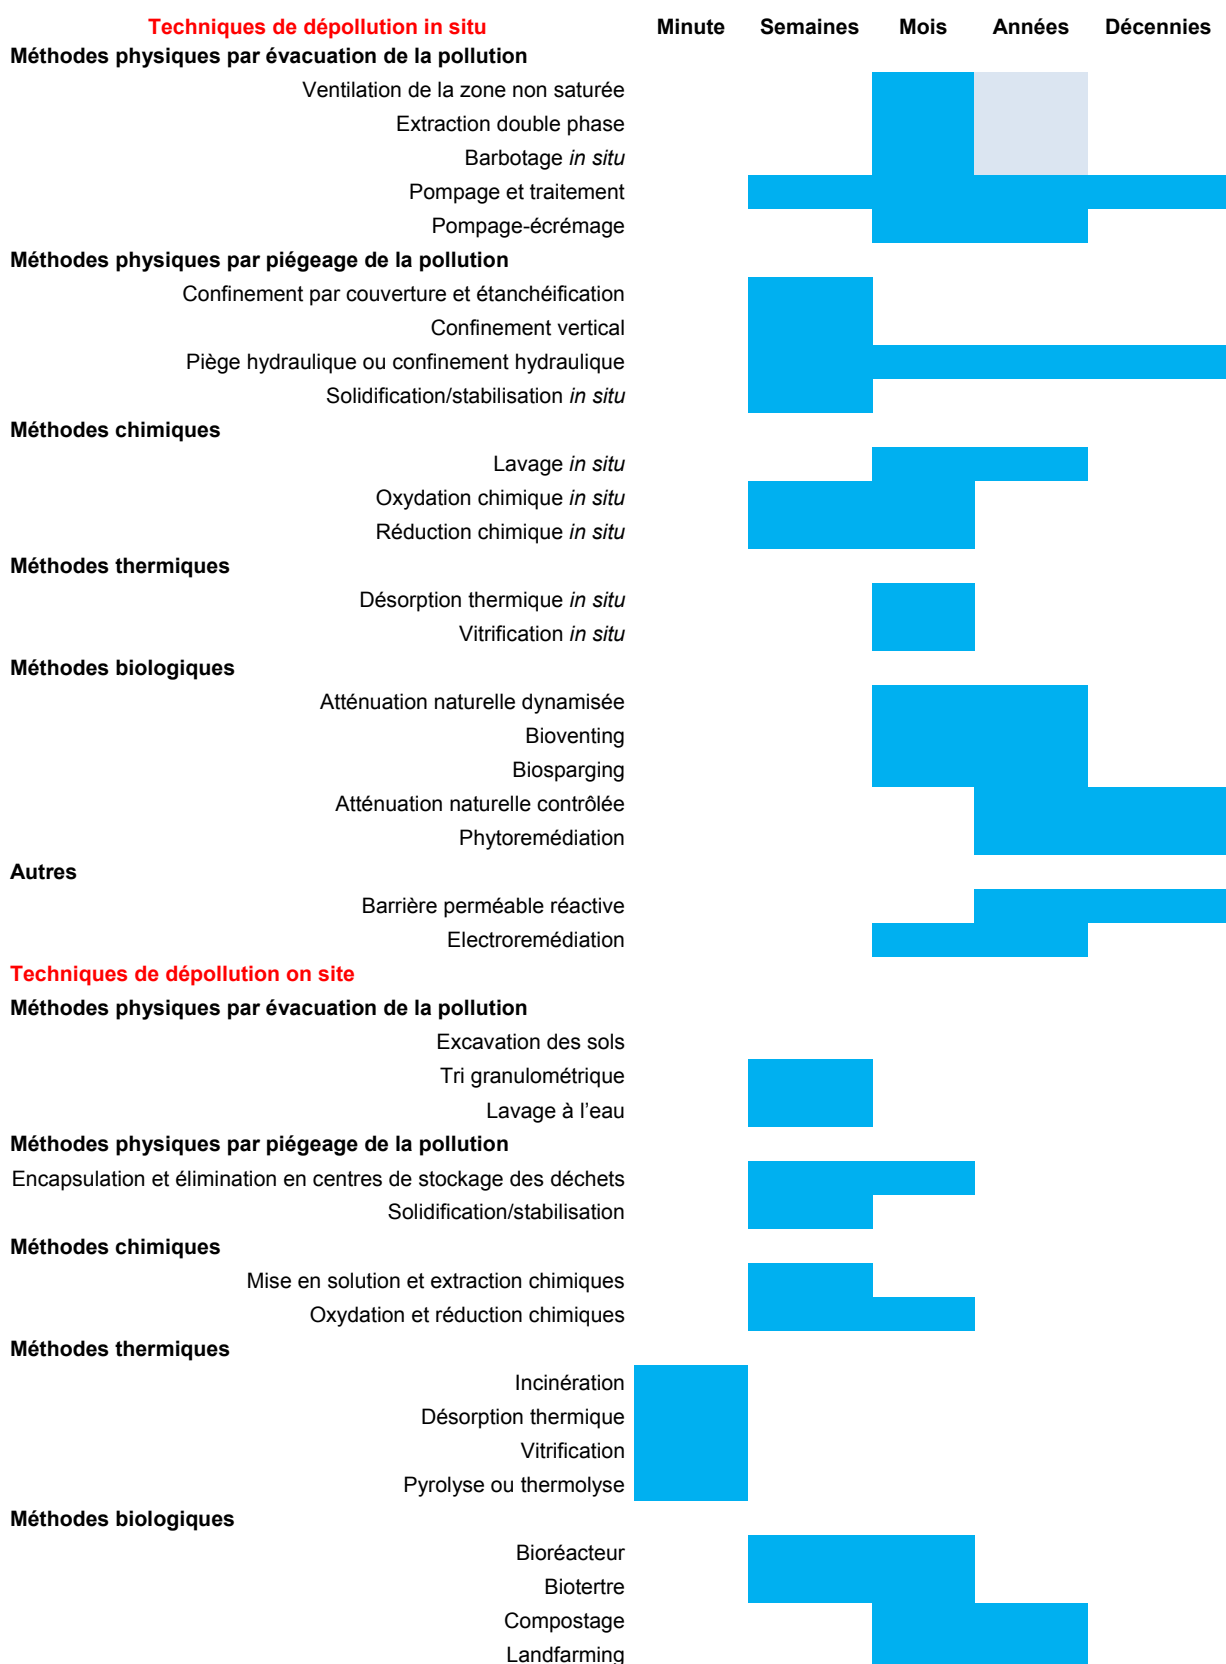 Techniques de dépollution in situ Minute Semaines Mois Années Décennies
Méthodes physiques par évacuation de la pollution
Ventilation de la zone non saturée
Extraction double phase
Barbotage in situ
Pompage et traitement
Pompage-écrémage
Méthodes physiques par piégeage de la pollution
Confinement par couverture et étanchéification
Confinement vertical
Piège hydraulique ou confinement hydraulique
Solidification/stabilisation in situ
Méthodes chimiques
Lavage in situ
Oxydation chimique in situ
Réduction chimique in situ
Méthodes thermiques
Désorption thermique in situ
Vitrification in situ
Méthodes biologiques
Atténuation naturelle dynamisée
Bioventing
Biosparging
Atténuation naturelle contrôlée
Phytoremédiation
Autres
Barrière perméable réactive
Electroremédiation
Techniques de dépollution on site
Méthodes physiques par évacuation de la pollution
Excavation des sols
Tri granulométrique
Lavage à l’eau
Méthodes physiques par piégeage de la pollution
Encapsulation et élimination en centres de stockage des déchets
Solidification/stabilisation
Méthodes chimiques
Mise en solution et extraction chimiques
Oxydation et réduction chimiques
Méthodes thermiques
Incinération
Désorption thermique
Vitrification
Pyrolyse ou thermolyse
Méthodes biologiques
Bioréacteur
Biotertre
Compostage
Landfarming